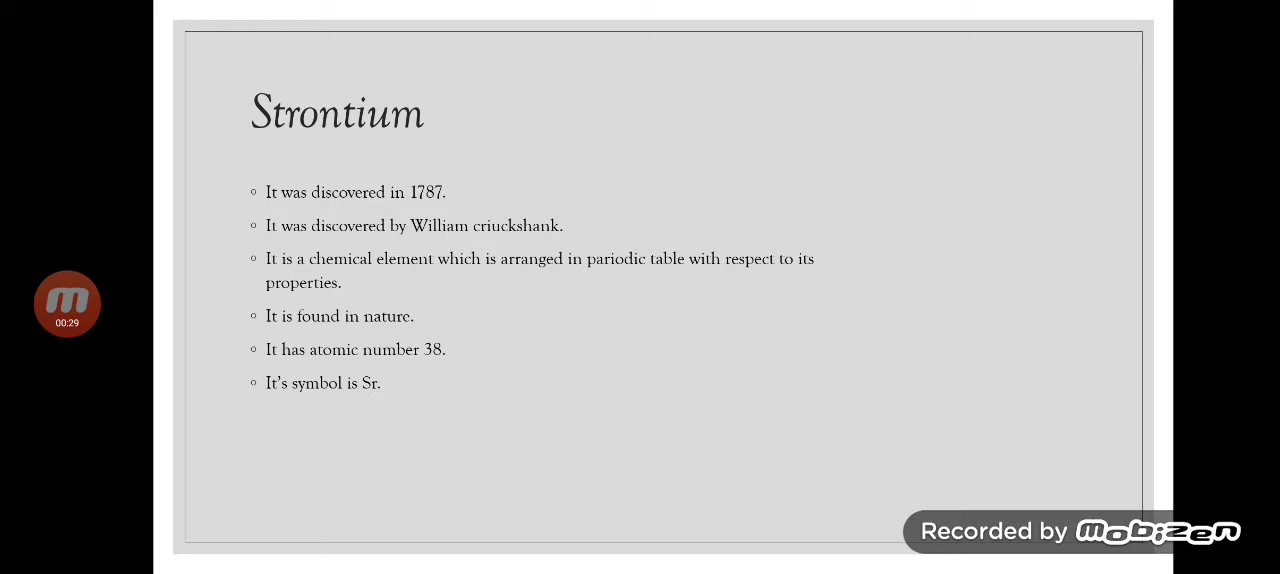 Strontium
○ It was discovered in 1787.
○ It was discovered by William criuckshank.
○ It is a chemical element which is arranged in periodic table with respect to its
properties.
○ It is found in nature.
○ It has atomic number 38.
○ It’s symbol is Sr.
m
00:29
Recorded by mobizen